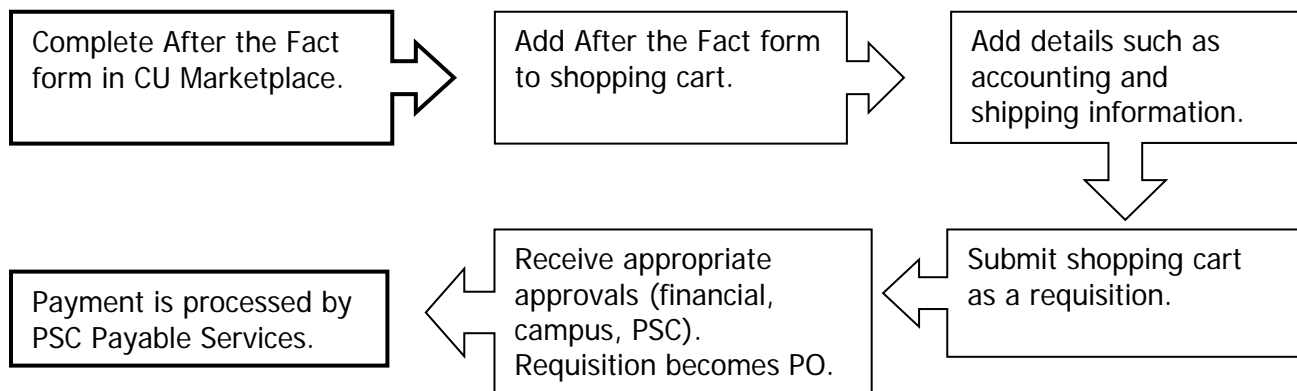 Complete After the Fact
form in CU Marketplace.
Add After the Fact form
to shopping cart.
Add details such as
accounting and
shipping information.
Submit shopping cart
as a requisition.
Receive appropriate
approvals (financial,
campus, PSC).
Requisition becomes PO.
Payment is processed by
PSC Payable Services.